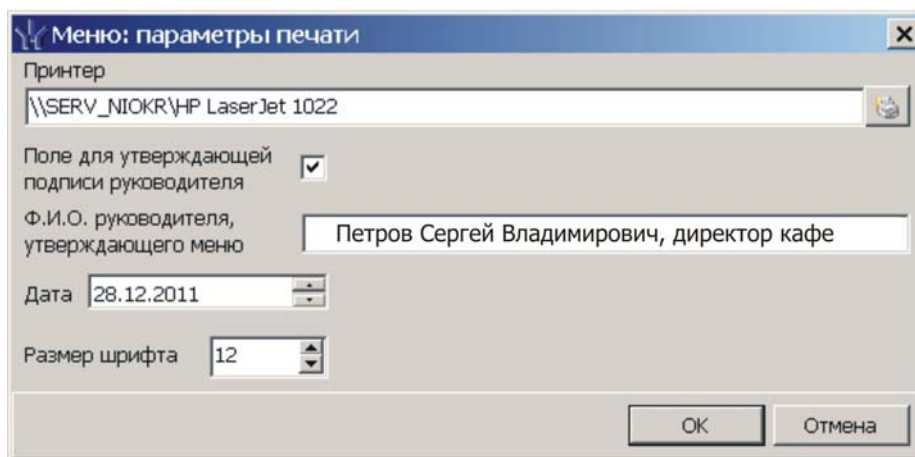 Меню: параметры печати
Принтер
\\SERV_NIOKR\HP LaserJet 1022
Поле для утверждающей
подписи руководителя
Ф.И.О. руководителя,
утверждающего меню
Петров Сергей Владимирович, директор кафе
Дата 28.12.2011
Размер шрифта 12
OK Отмена